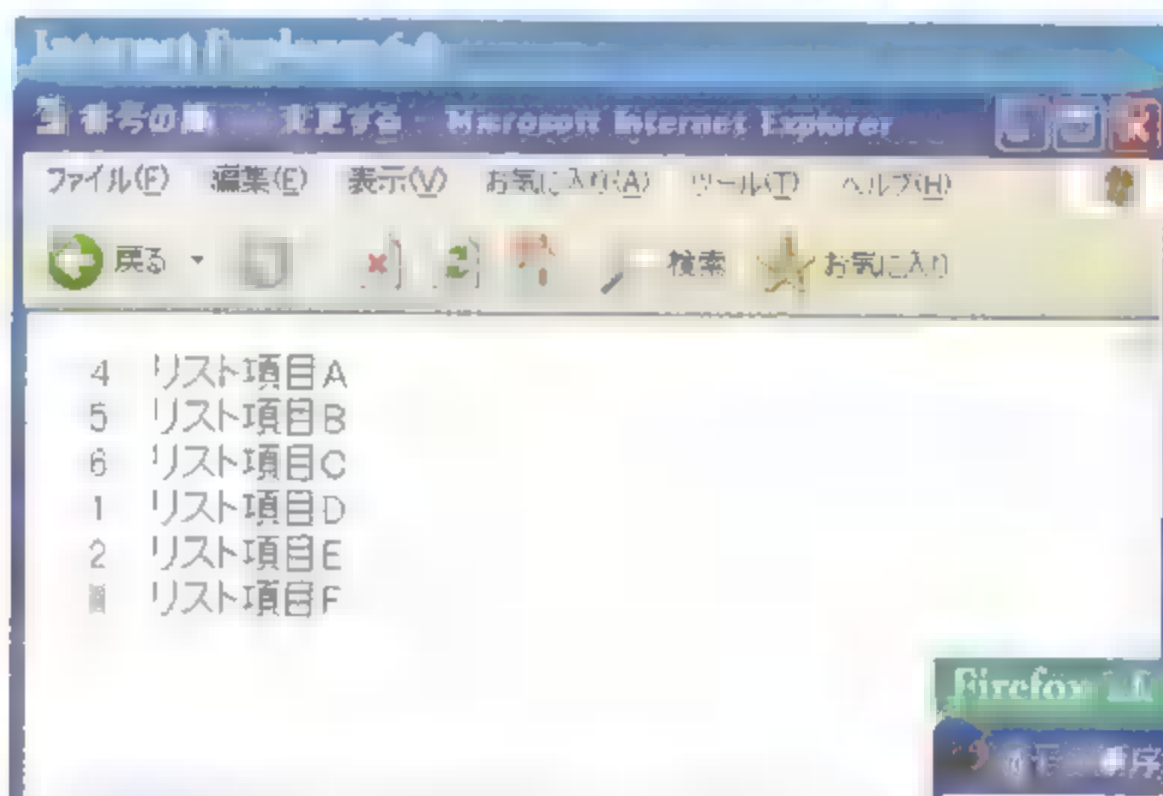 Internet Explorer 6.0
番号の 変更する - Microsoft Internet Explorer
ファイル(F) 編集(E) 表示(V) お気に入り(A) ツール(T) ヘルプ(H)
戻る 検索 お気に入り
4 リスト項目A
5 リスト項目B
6 リスト項目C
1 リスト項目D
2 リスト項目E
リスト項目F
Firefox
順序